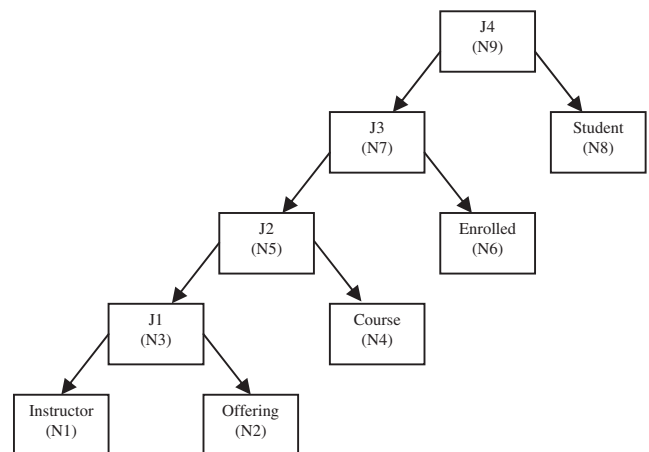 J4
(N9)
J3
(N7)
Student
(N8)
J2
(N5)
Enrolled
(N6)
J1
(N3)
Course
(N4)
Instructor
(N1)
Offering
(N2)